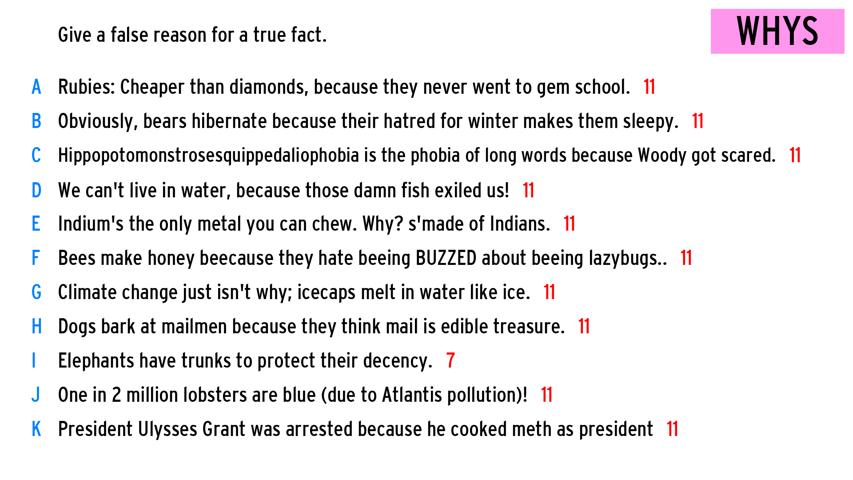 Give a false reason for a true fact.
WHYS
A Rubies: Cheaper than diamonds, because they never went to gem school. 11
B Obviously, bears hibernate because their hatred for winter makes them sleepy. 11
C Hippopotomonstrosesquippedaliophobia is the phobia of long words because Woody got scared. 11
D We can't live in water, because those damn fish exiled us! 11
E Indium's the only metal you can chew. Why? s'made of Indians. 11
F Bees make honey beecause they hate beeing BUZZED about beeing lazybugs.. 11
G Climate change just isn't why; icecaps melt in water like ice. 11
H Dogs bark at mailmen because they think mail is edible treasure. 11
I Elephants have trunks to protect their decency. 7
J One in 2 million lobsters are blue (due to Atlantis pollution)! 11
K President Ulysses Grant was arrested because he cooked meth as president 11